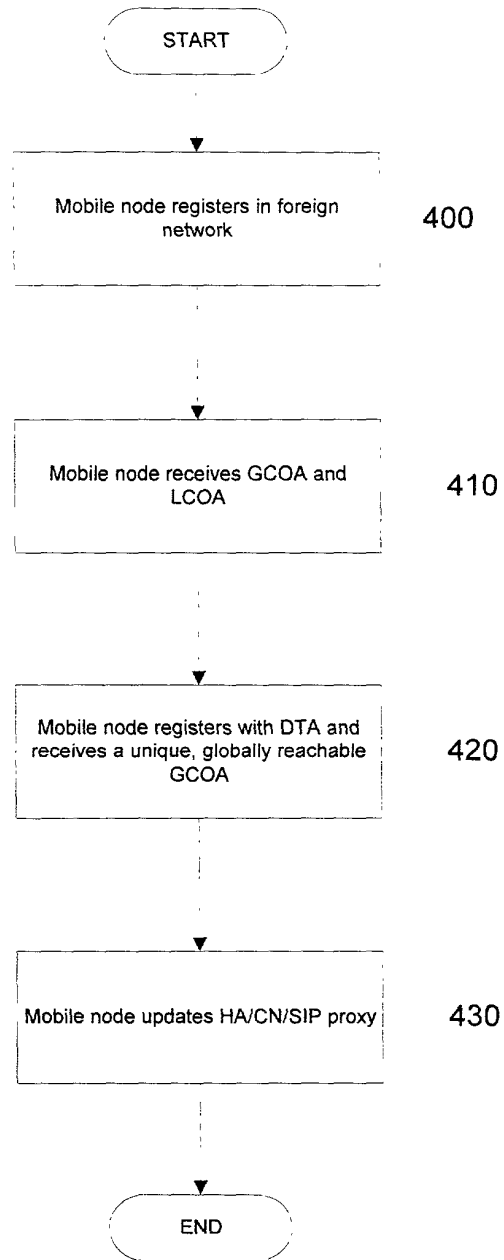 START
Mobile node registers in foreign
network
400
Mobile node receives GCOA and
LCOA
410
Mobile node registers with DTA and
receives a unique, globally reachable
GCOA
420
Mobile node updates HA/CN/SIP proxy
430
END